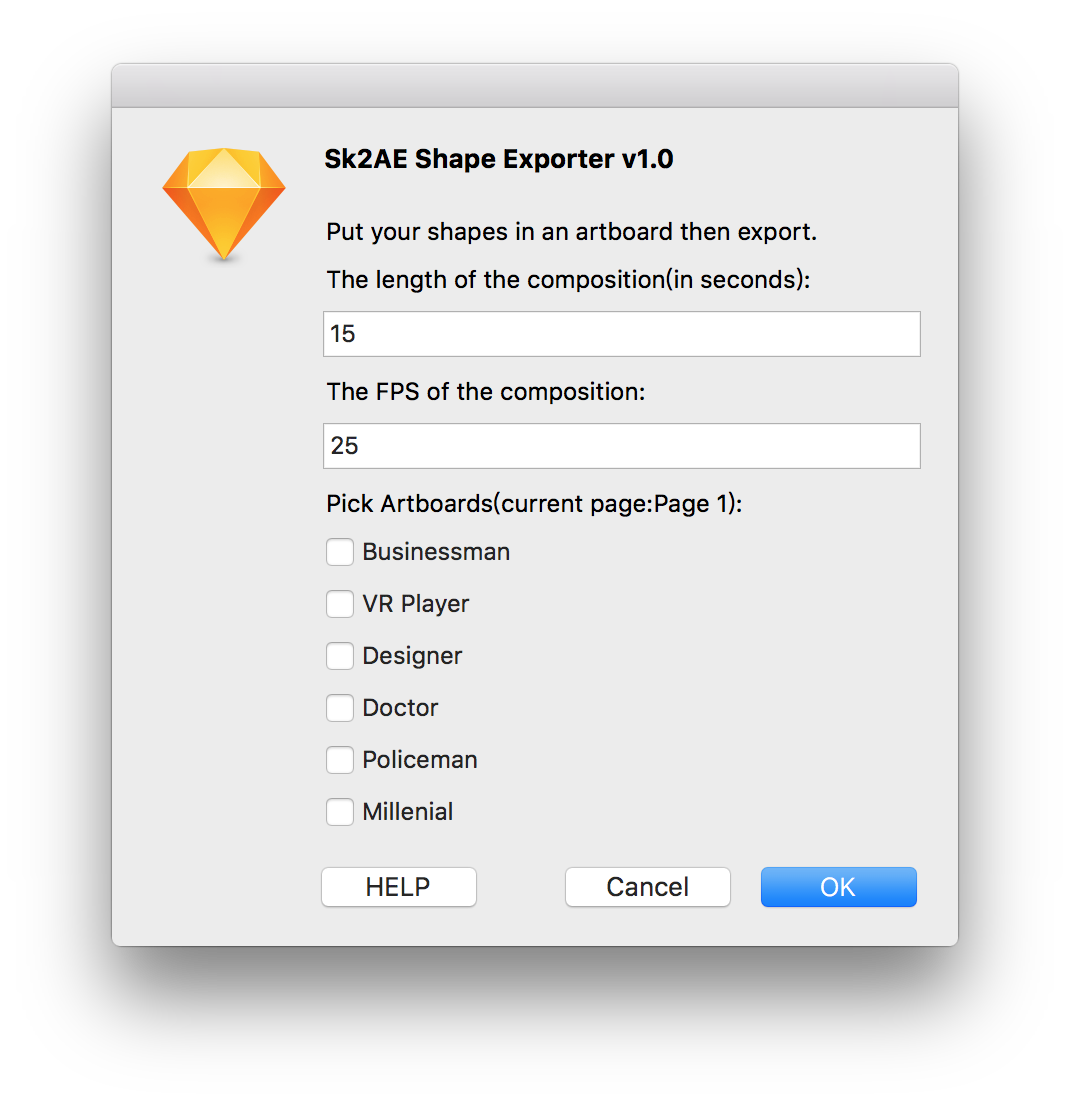 Sk2AE Shape Exporter v1.0
Put your shapes in an artboard then export.
The length of the composition(in seconds):
15
The FPS of the composition:
25
Pick Artboards(current page:Page 1):
Businessman
VR Player
Designer
Doctor
Policeman
Millenial
HELP Cancel OK